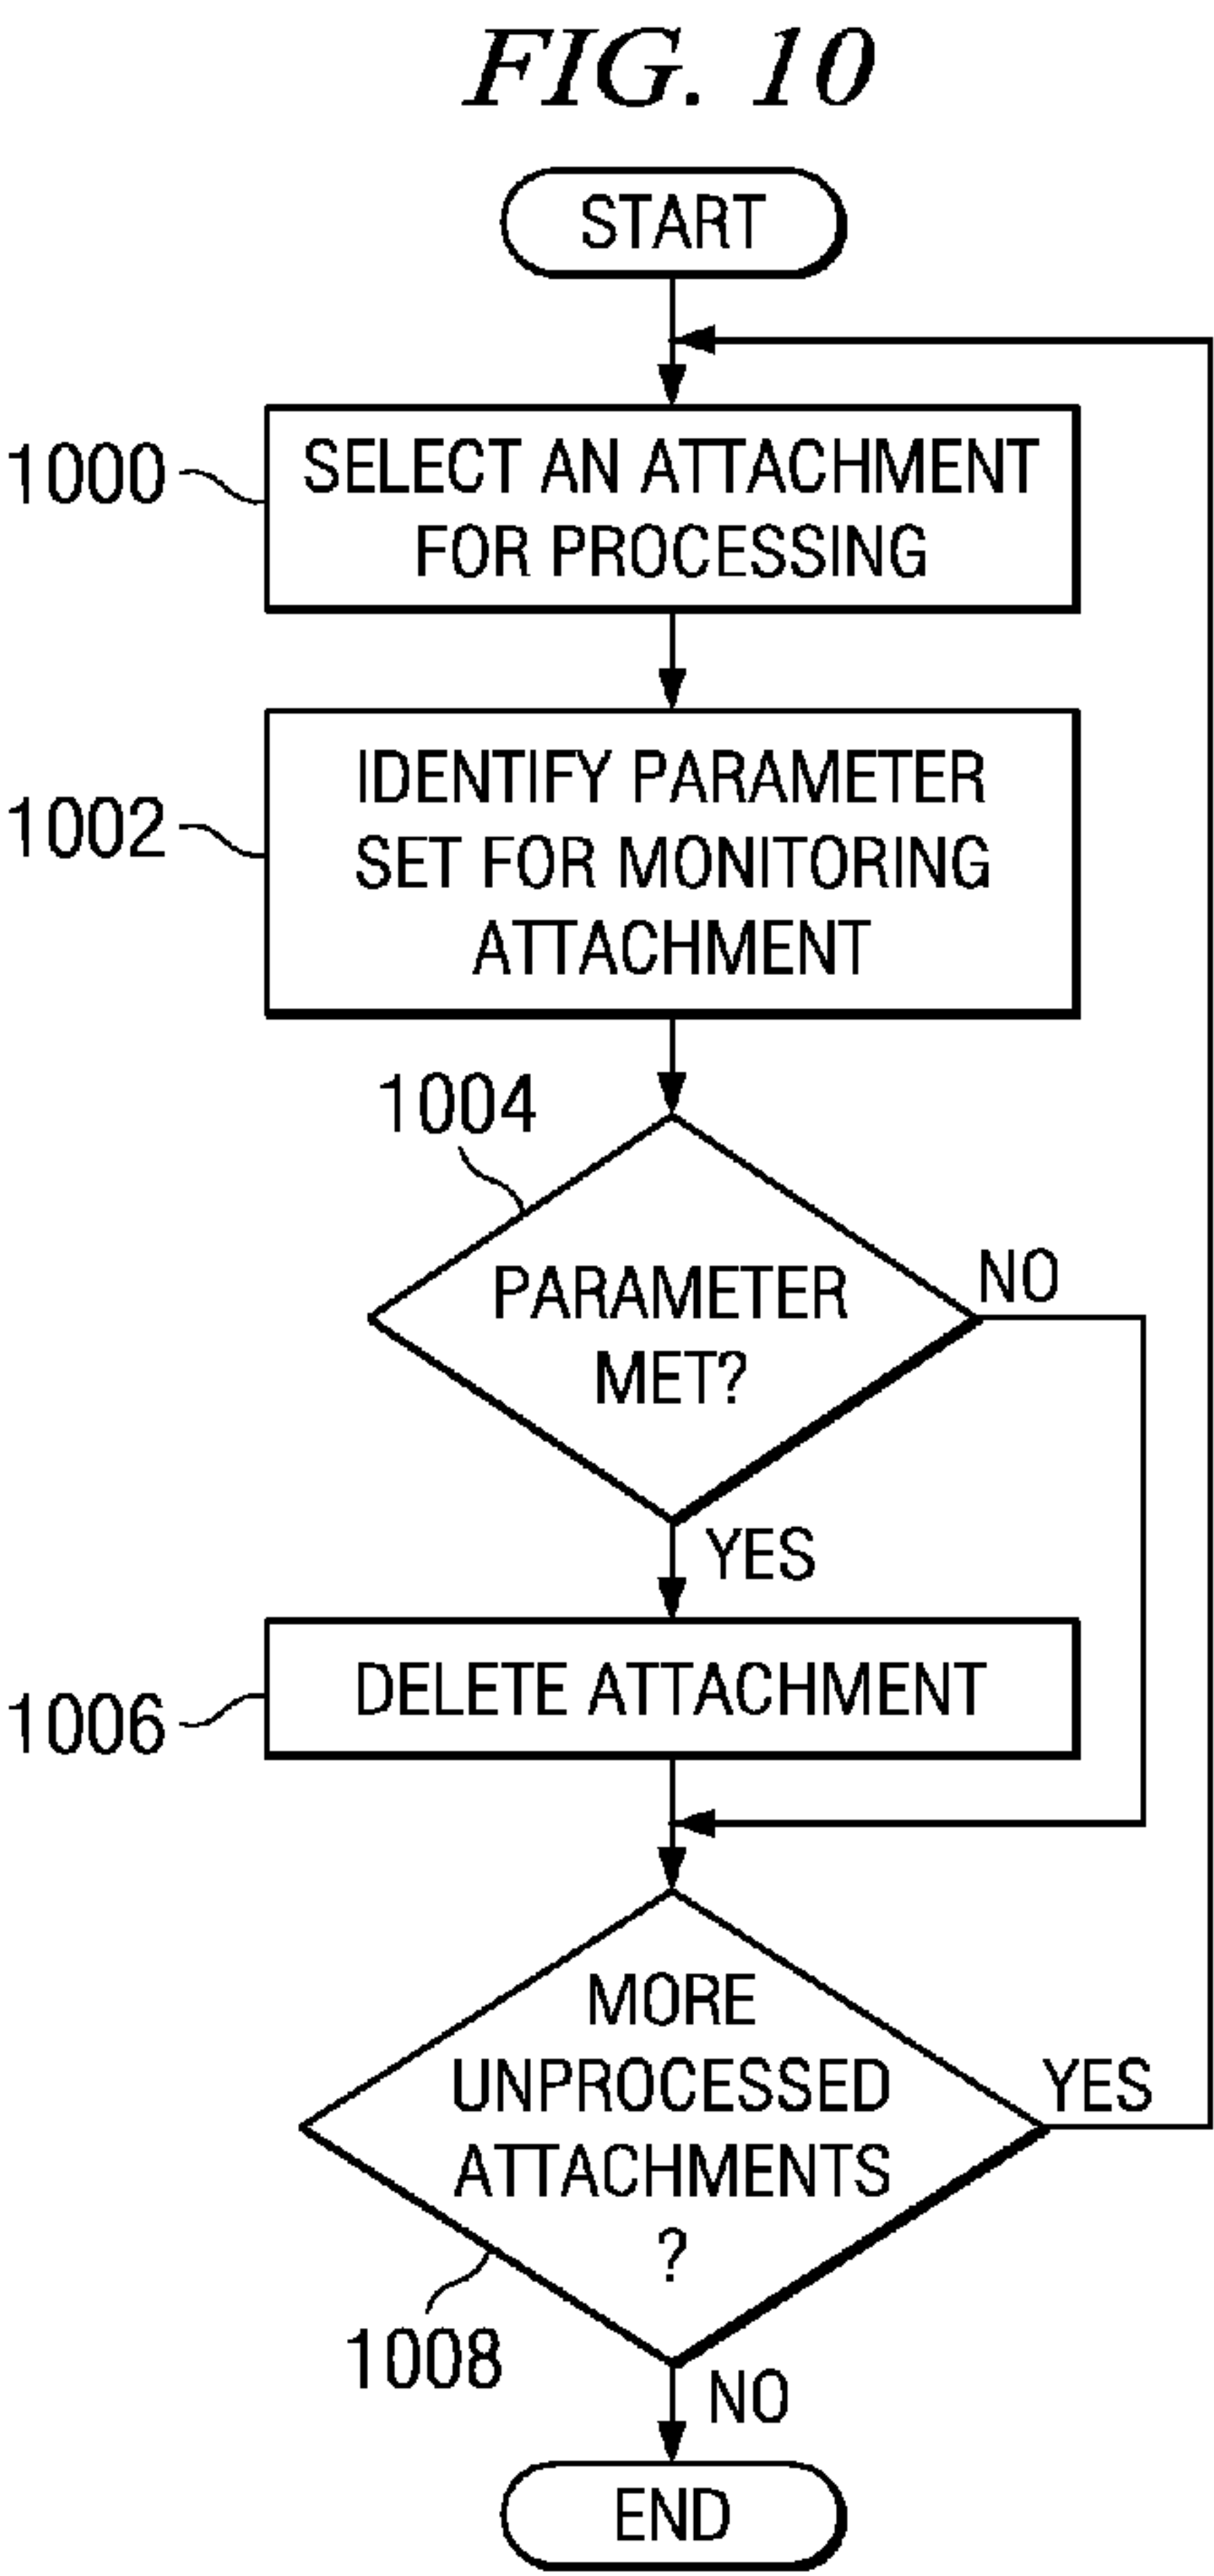 FIG. 10
START
1000
SELECT AN ATTACHMENT
FOR PROCESSING
1002
IDENTIFY PARAMETER
SET FOR MONITORING
ATTACHMENT
1004
PARAMETER
MET?
NO
YES
1006
DELETE ATTACHMENT
MORE
UNPROCESSED
ATTACHMENTS
?
YES
1008
NO
END